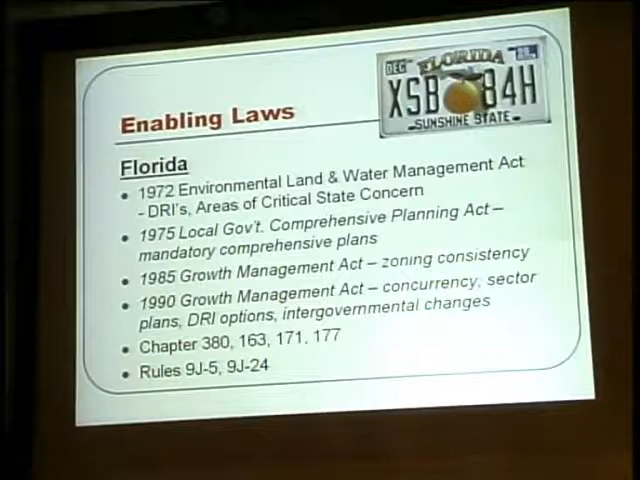 FLORIDA
DEC
XSB 84H
SUNSHINE STATE
Enabling Laws
Florida
• 1972 Environmental Land & Water Management Act
- DRI's, Areas of Critical State Concern
• 1975 Local Gov't. Comprehensive Planning Act –
mandatory comprehensive plans
• 1985 Growth Management Act – zoning consistency
• 1990 Growth Management Act – concurrency, sector
plans, DRI options, intergovernmental changes
• Chapter 380, 163, 171, 177
• Rules 9J-5, 9J-24